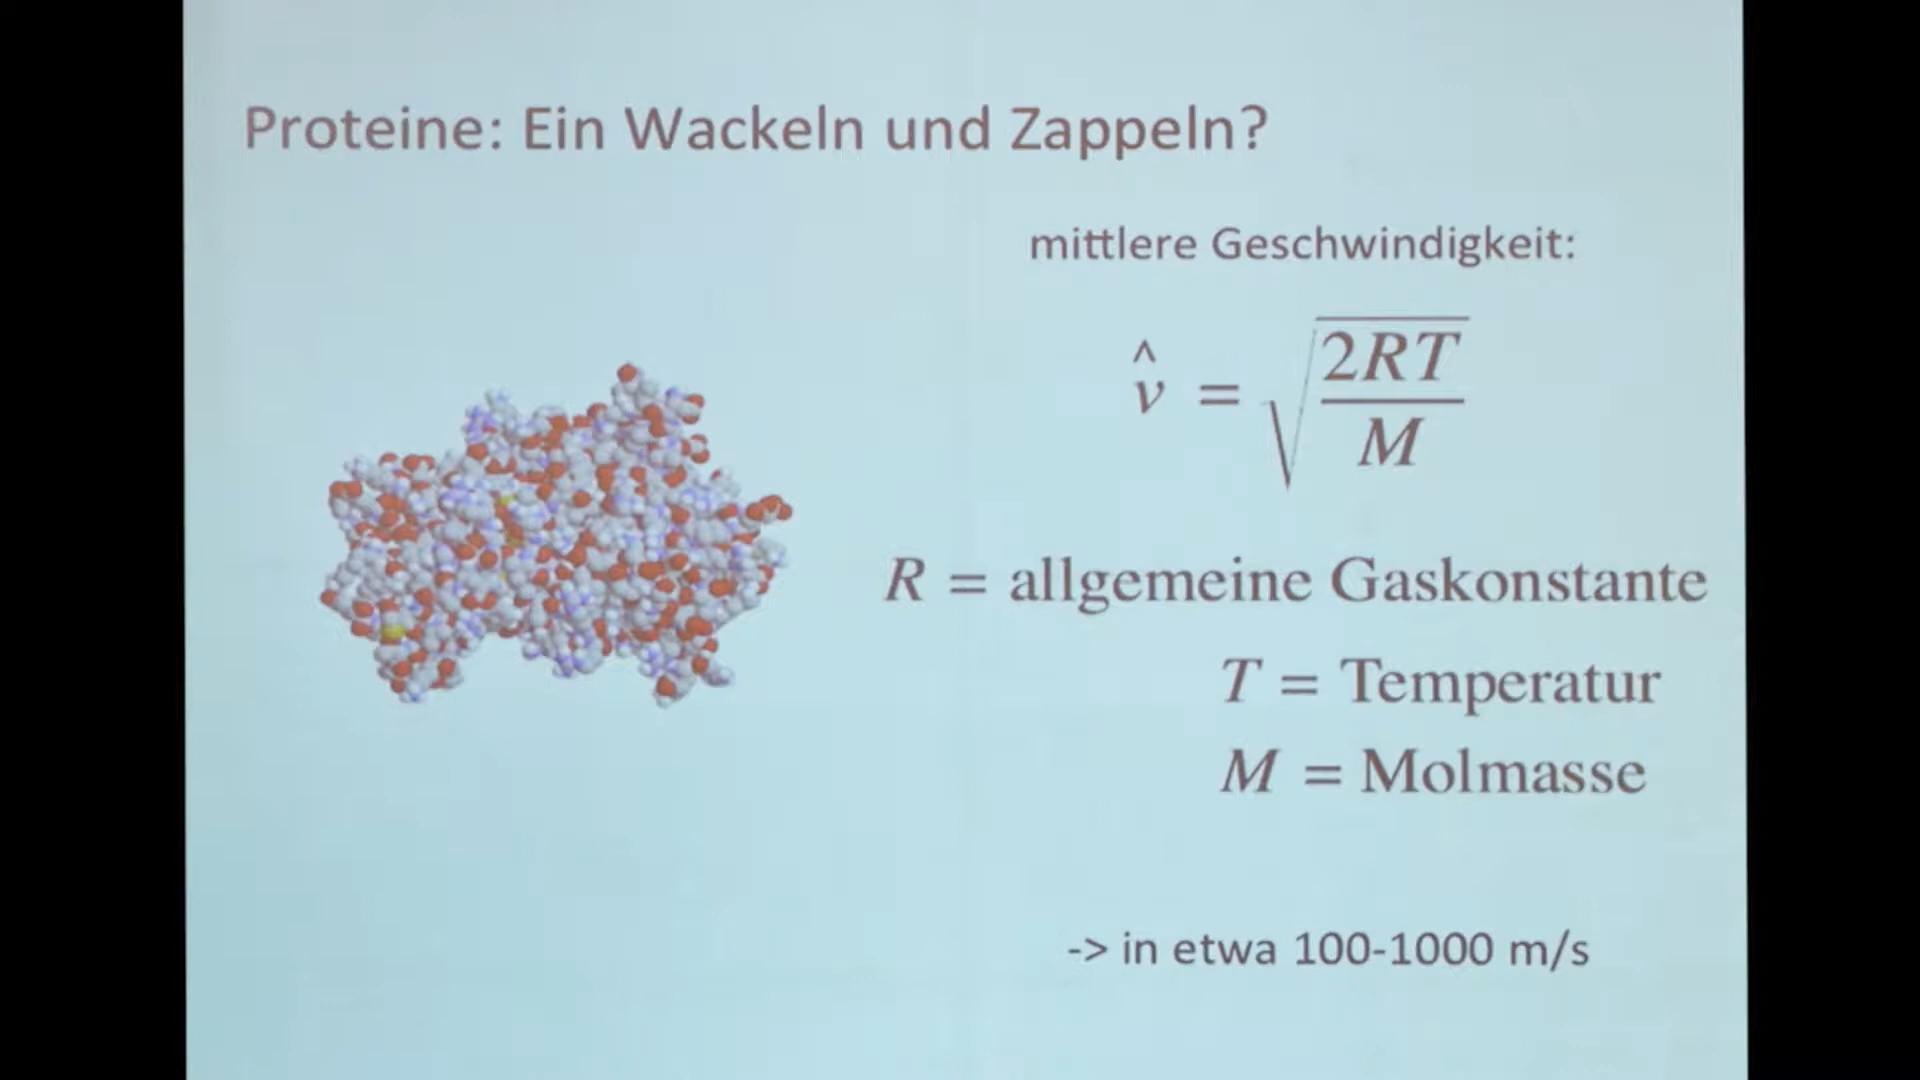 Proteine: Ein Wackeln und Zappeln?
mittlere Geschwindigkeit:
v̂ = √(2RT/M)
R = allgemeine Gaskonstante
T = Temperatur
M = Molmasse
-> in etwa 100-1000 m/s